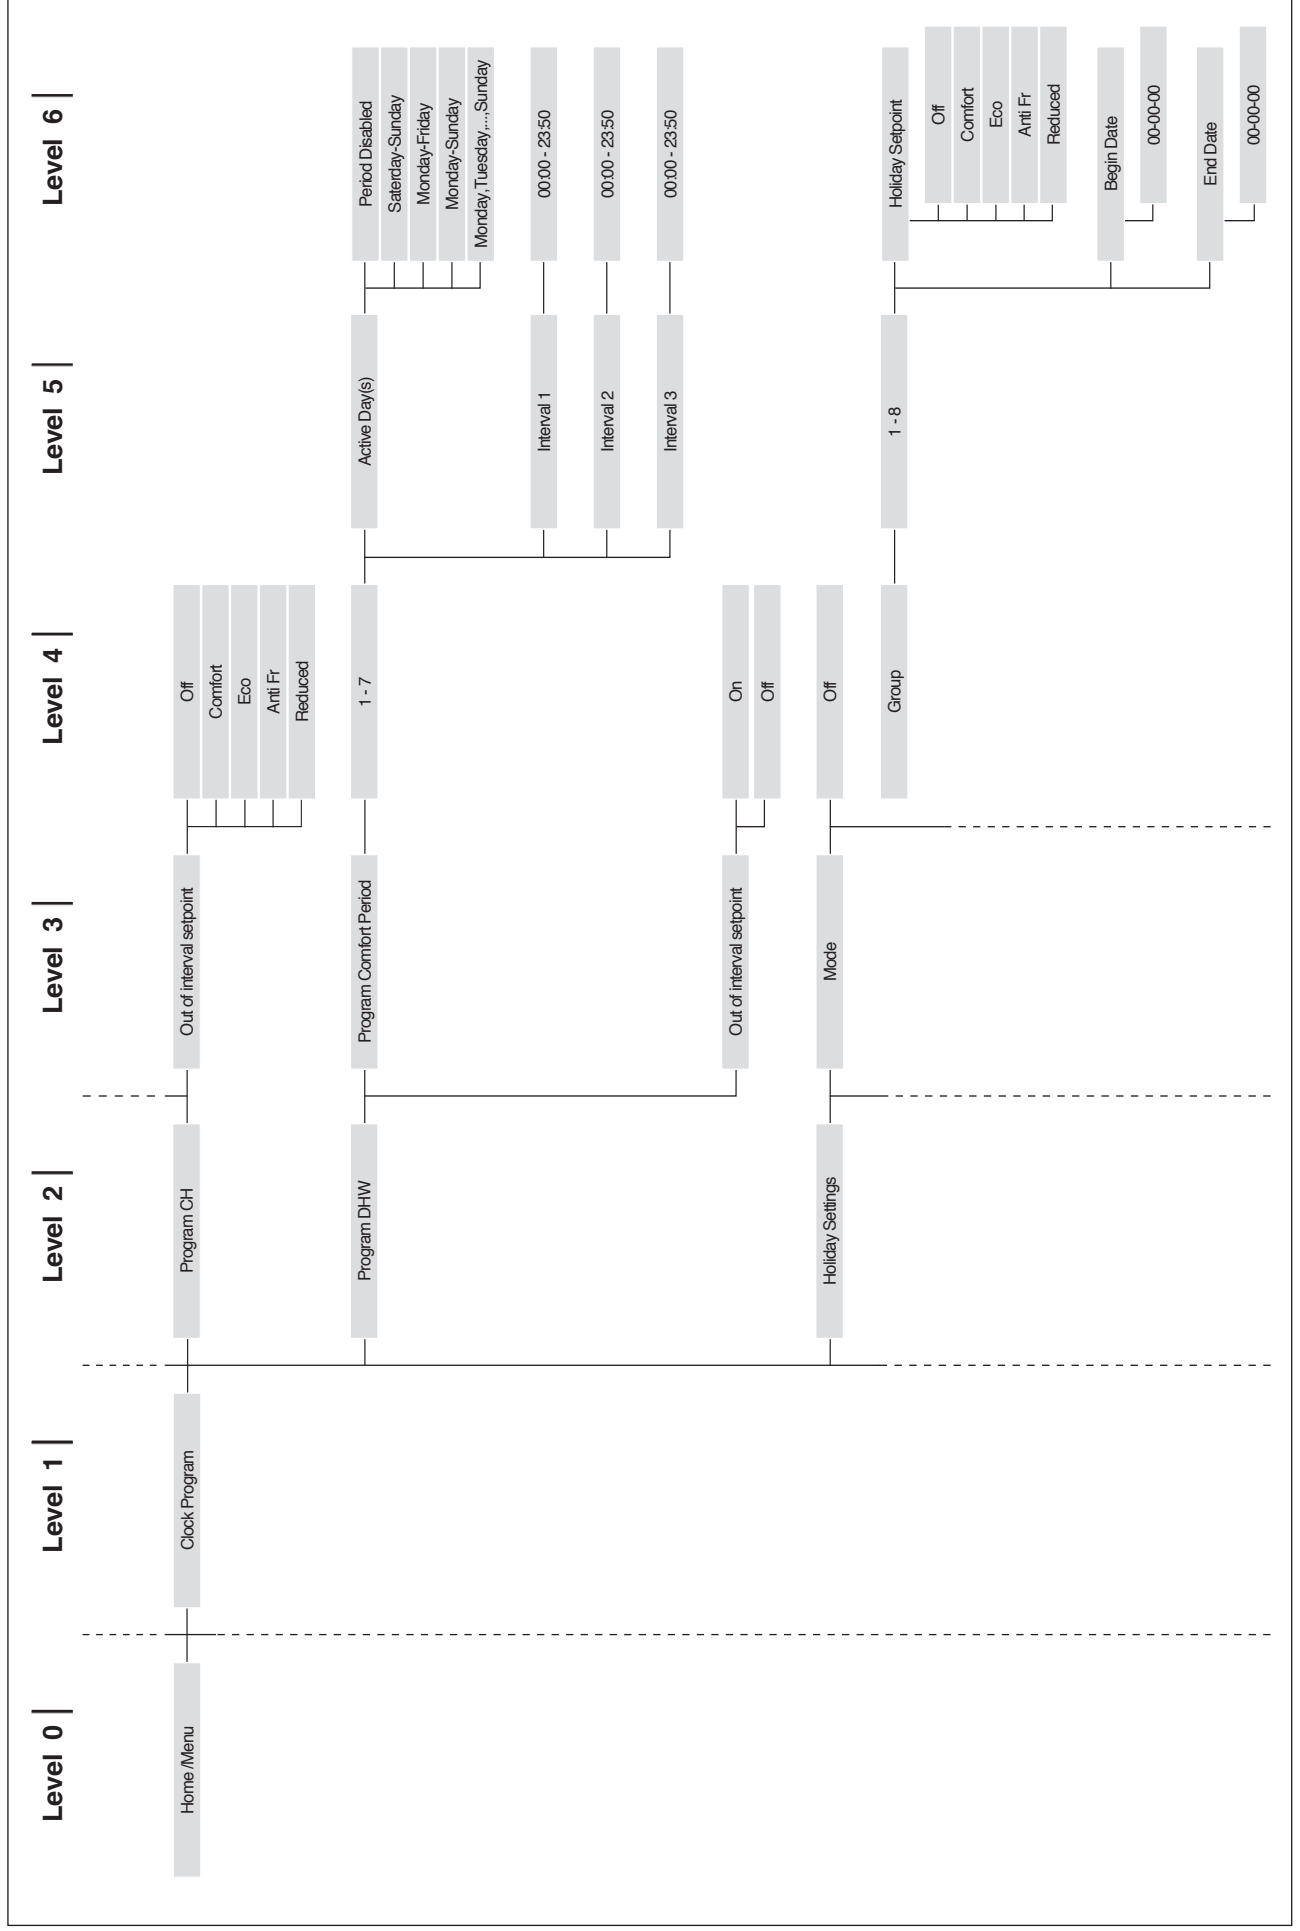 Level 0
Level 1
Level 2
Level 3
Level 4
Level 5
Level 6
Home /Menu
Clock Program
Program CH
Out of interval setpoint
Off
Comfort
Eco
Anti Fr
Reduced
Program DHW
Program Comfort Period
1 - 7
Active Day(s)
Period Disabled
Saterday-Sunday
Monday-Friday
Monday-Sunday
Monday,Tuesday,...,Sunday
Interval 1
00:00 - 23:50
Interval 2
00:00 - 23:50
Interval 3
00:00 - 23:50
Out of interval setpoint
On
Off
Holiday Settings
Mode
Off
Group
1 - 8
Holiday Setpoint
Off
Comfort
Eco
Anti Fr
Reduced
Begin Date
00-00-00
End Date
00-00-00